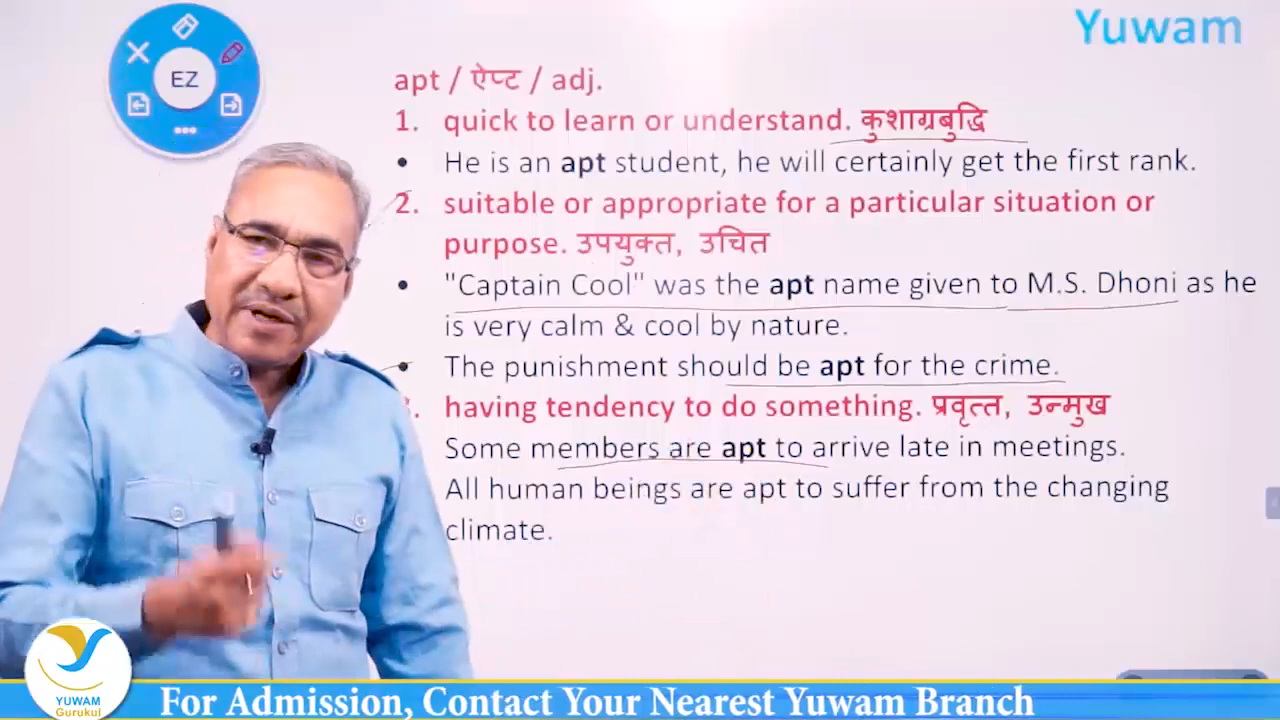 Yuwam
EZ
apt / ऐप्ट / adj.
1. quick to learn or understand. कुशाग्रबुद्धि
• He is an apt student, he will certainly get the first rank.
2. suitable or appropriate for a particular situation or
purpose. उपयुक्त, उचित
• "Captain Cool" was the apt name given to M.S. Dhoni as he
is very calm & cool by nature.
• The punishment should be apt for the crime.
3. having tendency to do something. प्रवृत्त, उन्मुख
Some members are apt to arrive late in meetings.
All human beings are apt to suffer from the changing
climate.
YUWAM
Gurukul
For Admission, Contact Your Nearest Yuwam Branch